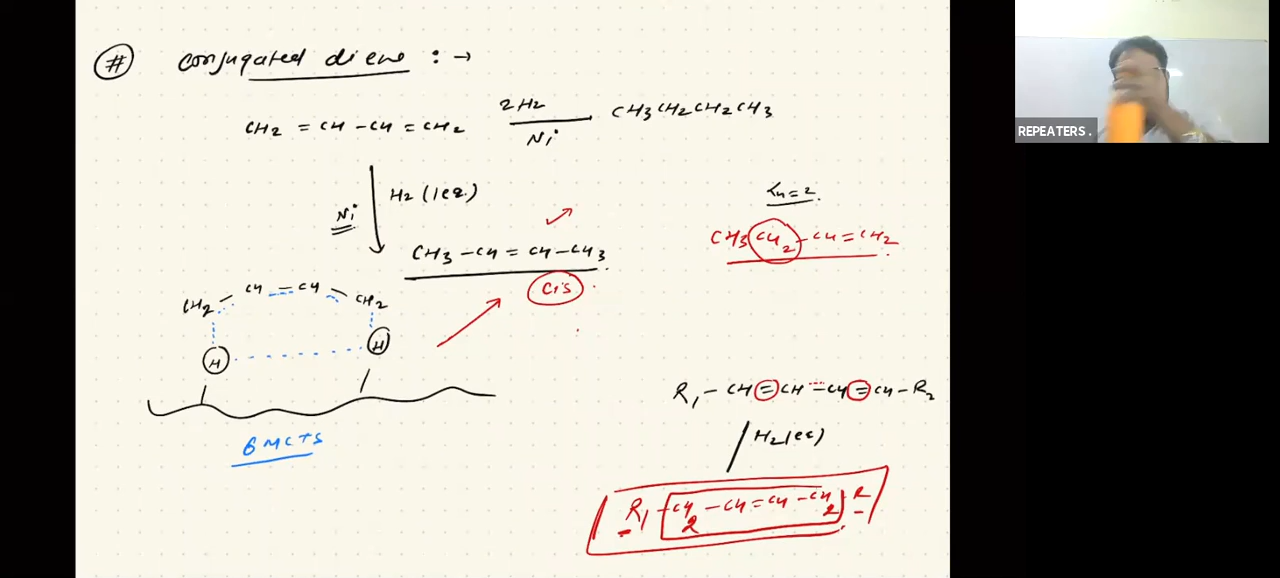 # conjugated diene : →
CH2 = CH - CH = CH2 2H2 Ni CH3CH2CH2CH3
Ni H2 (1eq.)
CH3 - CH = CH - CH3
Cis
CH2 - CH = CH - CH2
H H
6 MCTS
CH3 CH2 - CH = CH2
R1 - CH = CH - CH = CH - R2
H2 (eq)
R1 - CH2 - CH = CH - CH2 R
REPEATERS.